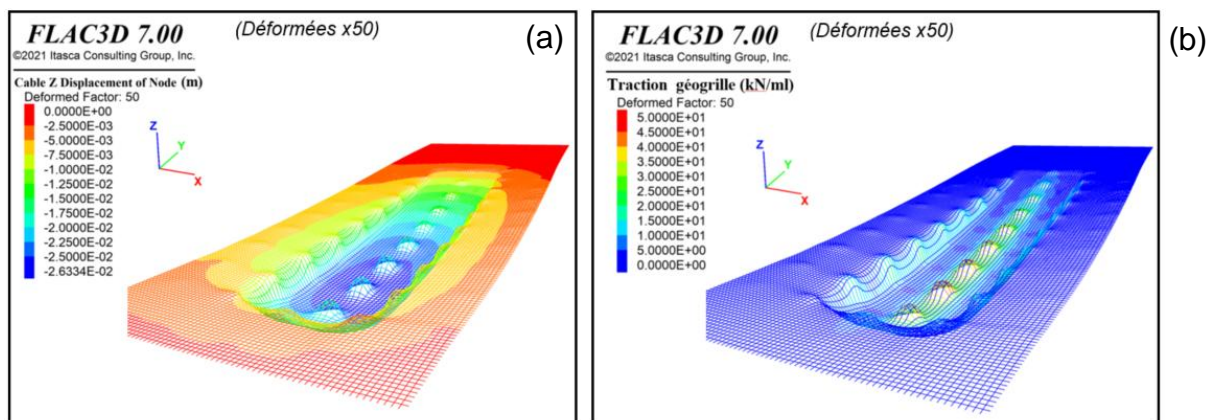 FLAC3D 7.00
(Déformées x50)
(a)
©2021 Itasca Consulting Group, Inc.
Cable Z Displacement of Node (m)
Deformed Factor: 50
0.0000E+00
-2.5000E-03
-5.0000E-03
-7.5000E-03
-1.0000E-02
-1.2500E-02
-1.5000E-02
-1.7500E-02
-2.0000E-02
-2.2500E-02
-2.5000E-02
-2.6334E-02
Z
Y
X
FLAC3D 7.00
(Déformées x50)
(b)
©2021 Itasca Consulting Group, Inc.
Traction géogrille (kN/ml)
Deformed Factor: 50
5.0000E+01
4.5000E+01
4.0000E+01
3.5000E+01
3.0000E+01
2.5000E+01
2.0000E+01
1.5000E+01
1.0000E+01
5.0000E+00
0.0000E+00
Z
Y
X